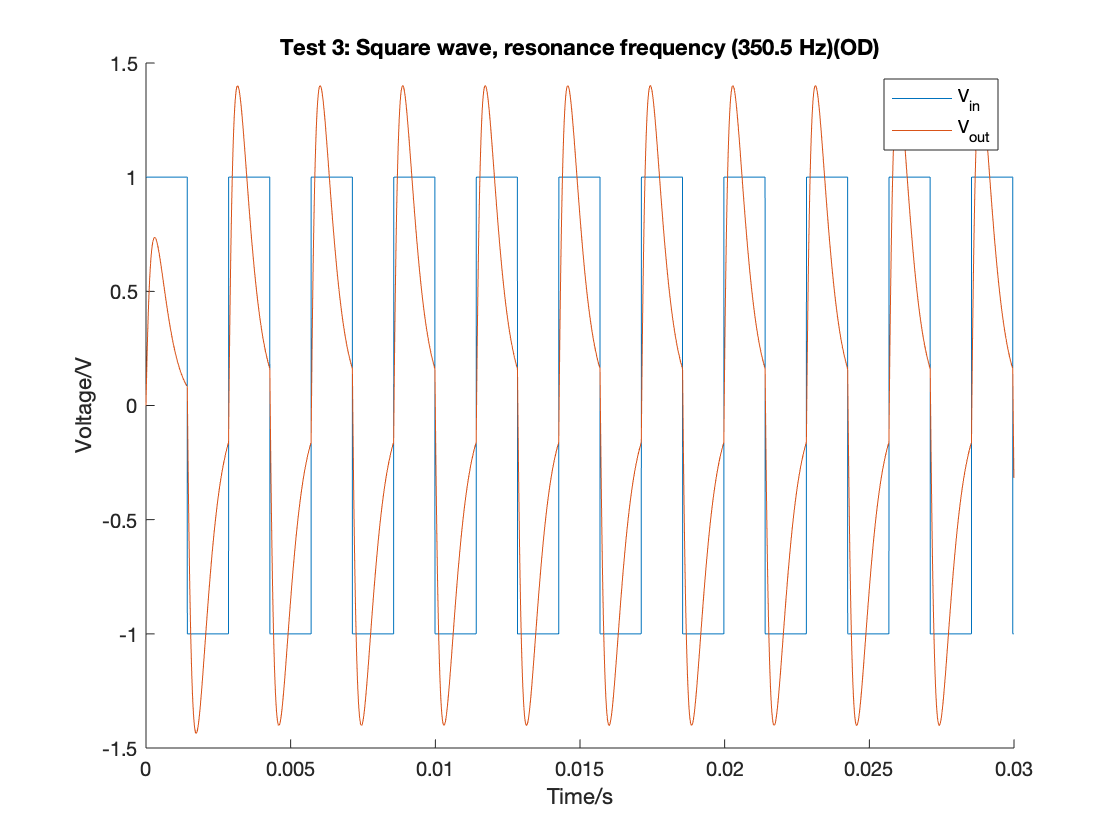 Test 3: Square wave, resonance frequency (350.5 Hz)(OD)
V_in
V_out
1.5
1
0.5
0
-0.5
-1
-1.5
Voltage/V
0 0.005 0.01 0.015 0.02 0.025 0.03
Time/s